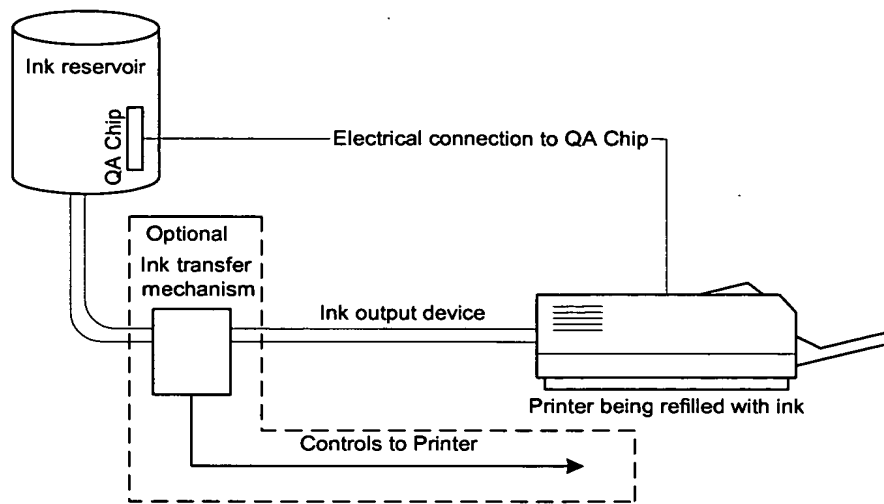 Ink reservoir
QA Chip
Electrical connection to QA Chip
Optional
Ink transfer
mechanism
Ink output device
Printer being refilled with ink
Controls to Printer